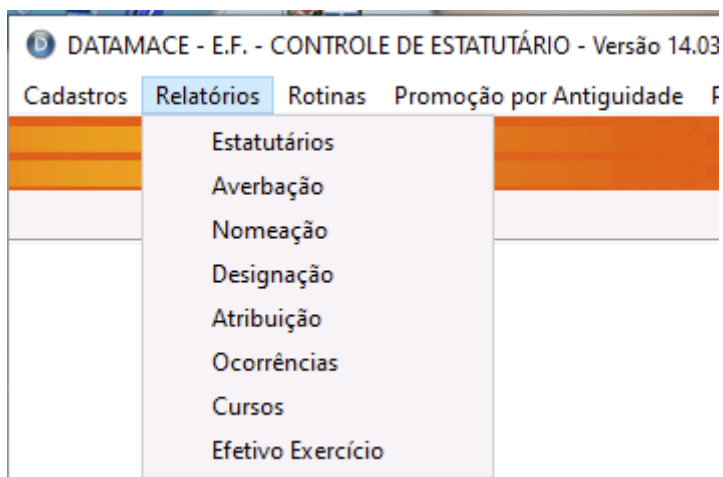 DATAMACE - E.F. - CONTROLE DE ESTATUTÁRIO - Versão 14.03
Cadastros Relatórios Rotinas Promoção por Antiguidade
Estatutários
Averbação
Nomeação
Designação
Atribuição
Ocorrências
Cursos
Efetivo Exercício